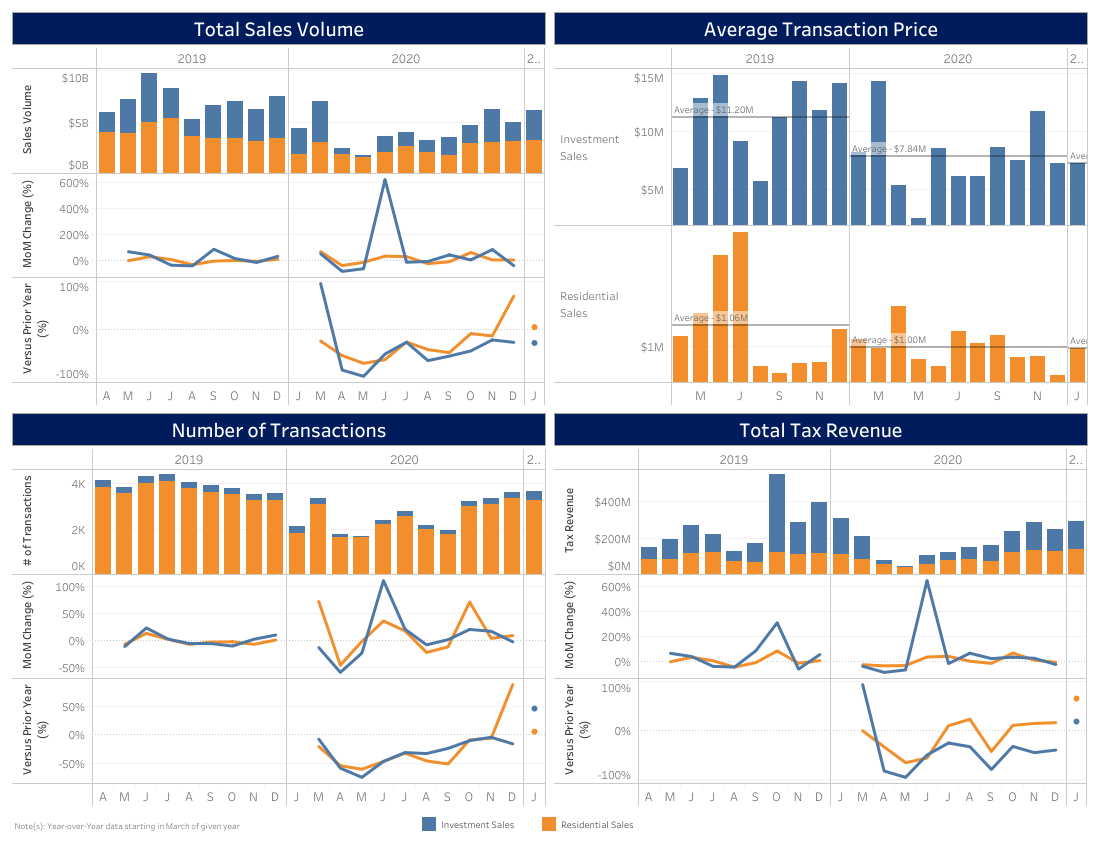 Total Sales Volume
2019
2020
2..
Sales Volume
$10B
$5B
$0B
MoM Change (%)
600%
400%
200%
0%
Versus Prior Year
(%)
100%
0%
-100%
A M J J A S O N D J M A M J J A S O N D J
Average Transaction Price
2019
2020
2..
Investment
Sales
$15M
$10M
$5M
Average - $11.20M
Average - $7.84M
Aver
Residential
Sales
$1M
Average - $1.06M
Average - $1.00M
Aver
M J S N M J S N J
Number of Transactions
2019
2020
2..
# of Transactions
4K
2K
0K
MoM Change (%)
100%
50%
0%
-50%
Versus Prior Year
(%)
50%
0%
-50%
A M J J A S O N D J M A M J J A S O N D J
Total Tax Revenue
2019
2020
2..
Tax Revenue
$400M
$200M
$0M
MoM Change (%)
600%
400%
200%
0%
Versus Prior Year
(%)
100%
0%
-100%
A M J J A S O N D J M A M J J A S O N D J
Note(s): Year-over-Year data starting in March of given year
Investment Sales
Residential Sales